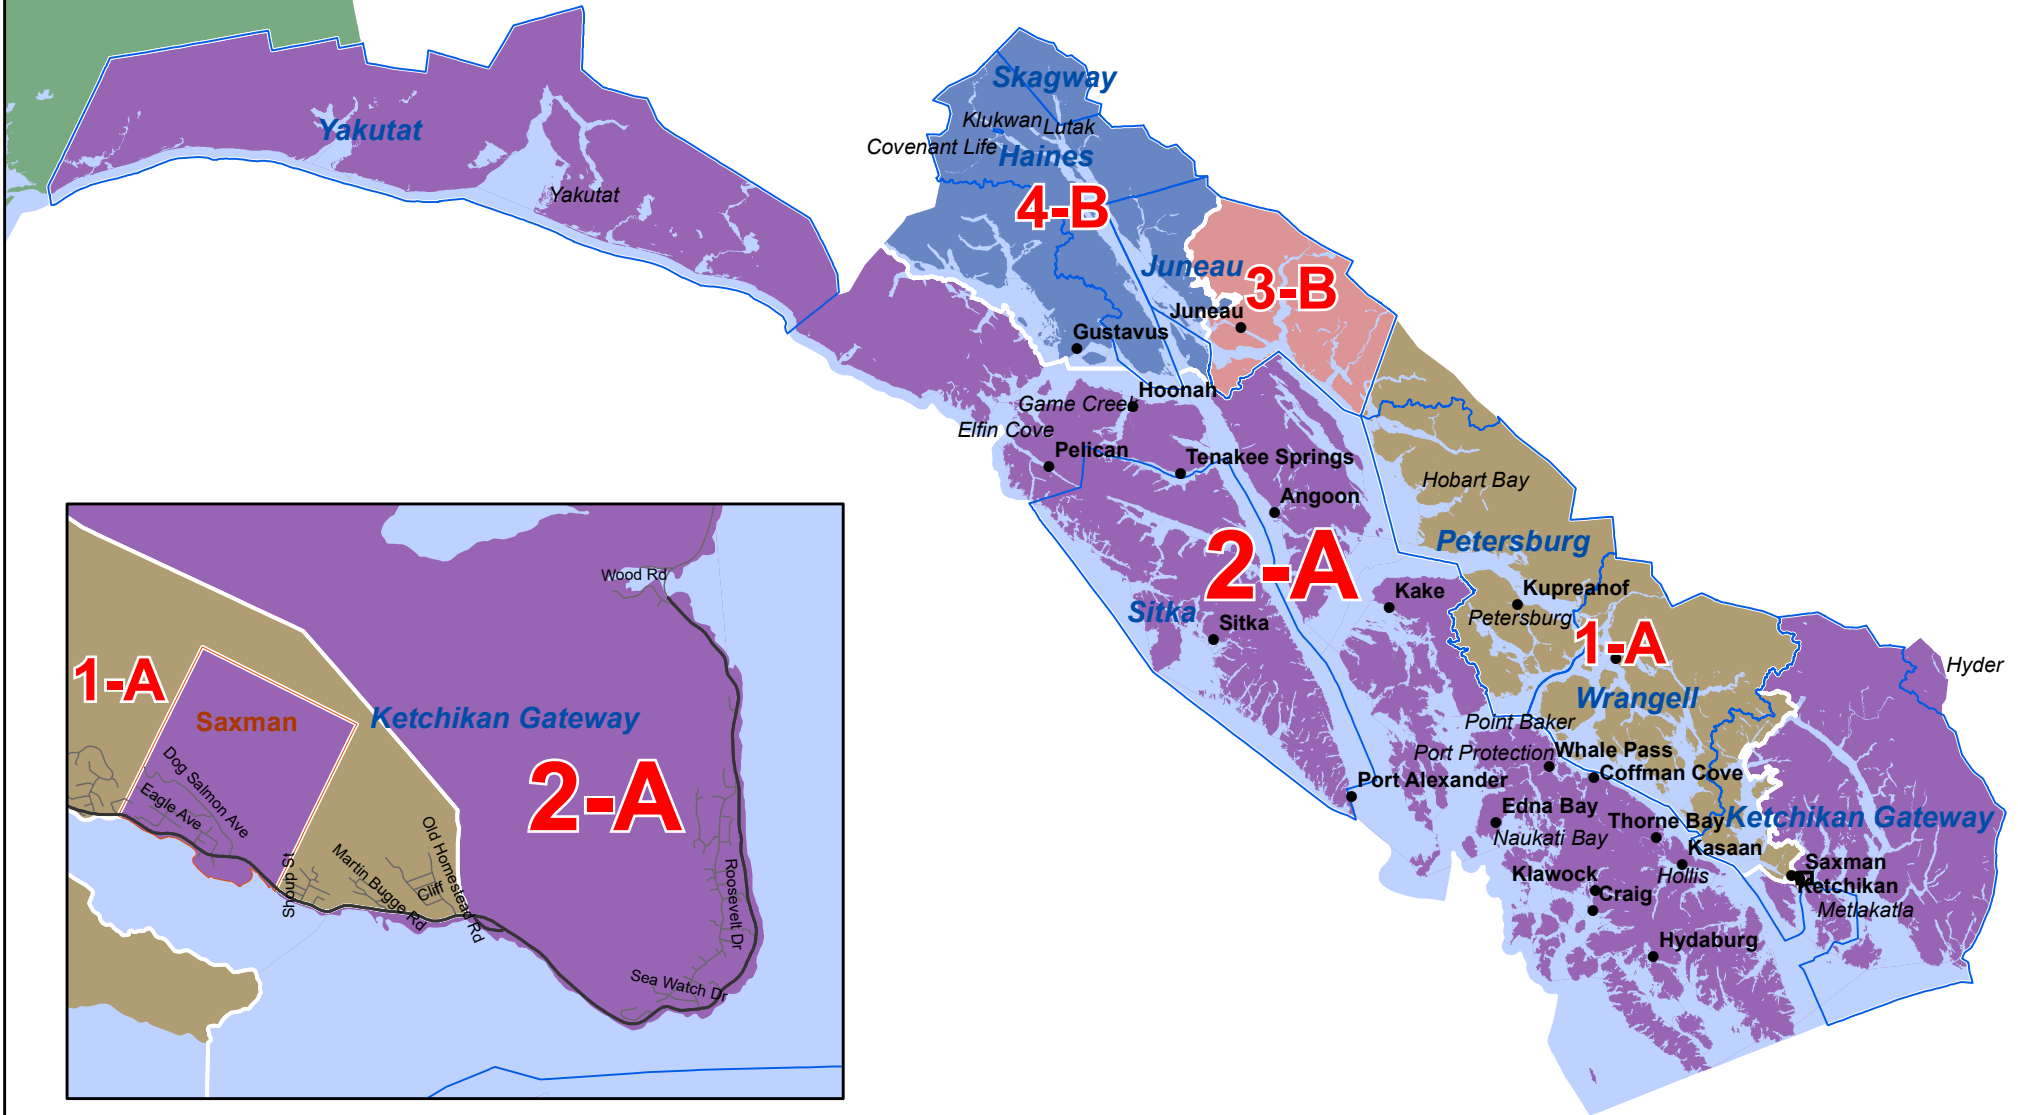 Skagway
Yakutat
Klukwan
Lutak
Covenant Life
Haines
Yakutat
4-B
Juneau
3-B
Juneau
Gustavus
Hoonah
Game Creek
Elfin Cove
Pelican
Tenakee Springs
Hobart Bay
Angoon
Petersburg
2-A
Kake
Kupreanof
Sitka
Sitka
Petersburg
1-A
Hyder
Wrangell
Point Baker
Port Protection
Whale Pass
Coffman Cove
Port Alexander
Edna Bay
Thorne Bay
Ketchikan Gateway
Naukati Bay
Kasaan
Saxman
Klawock
Hollis
Ketchikan
Craig
Metlakatla
Hydaburg
Wood Rd
1-A
Saxman
Ketchikan Gateway
2-A
Dog Salmon Ave
Eagle Ave
Shoup St
Martin Bugge Rd
Cliff
Old Homestead Rd
Roosevelt Dr
Sea Watch Dr